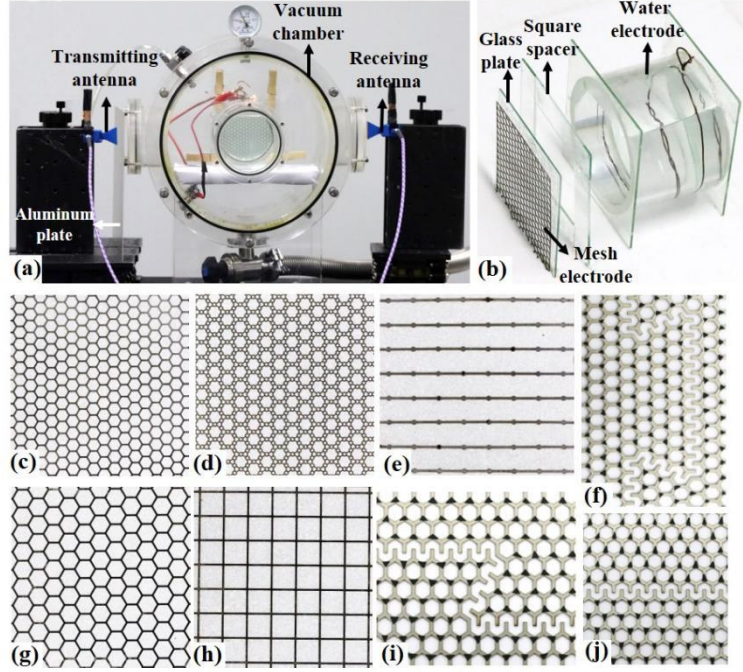 Transmitting
antenna
Vacuum
chamber
Receiving
antenna
Aluminum
plate
(a)
Glass
plate
Square
spacer
Water
electrode
Mesh
electrode
(b)
(c)
(d)
(e)
(f)
(g)
(h)
(i)
(j)